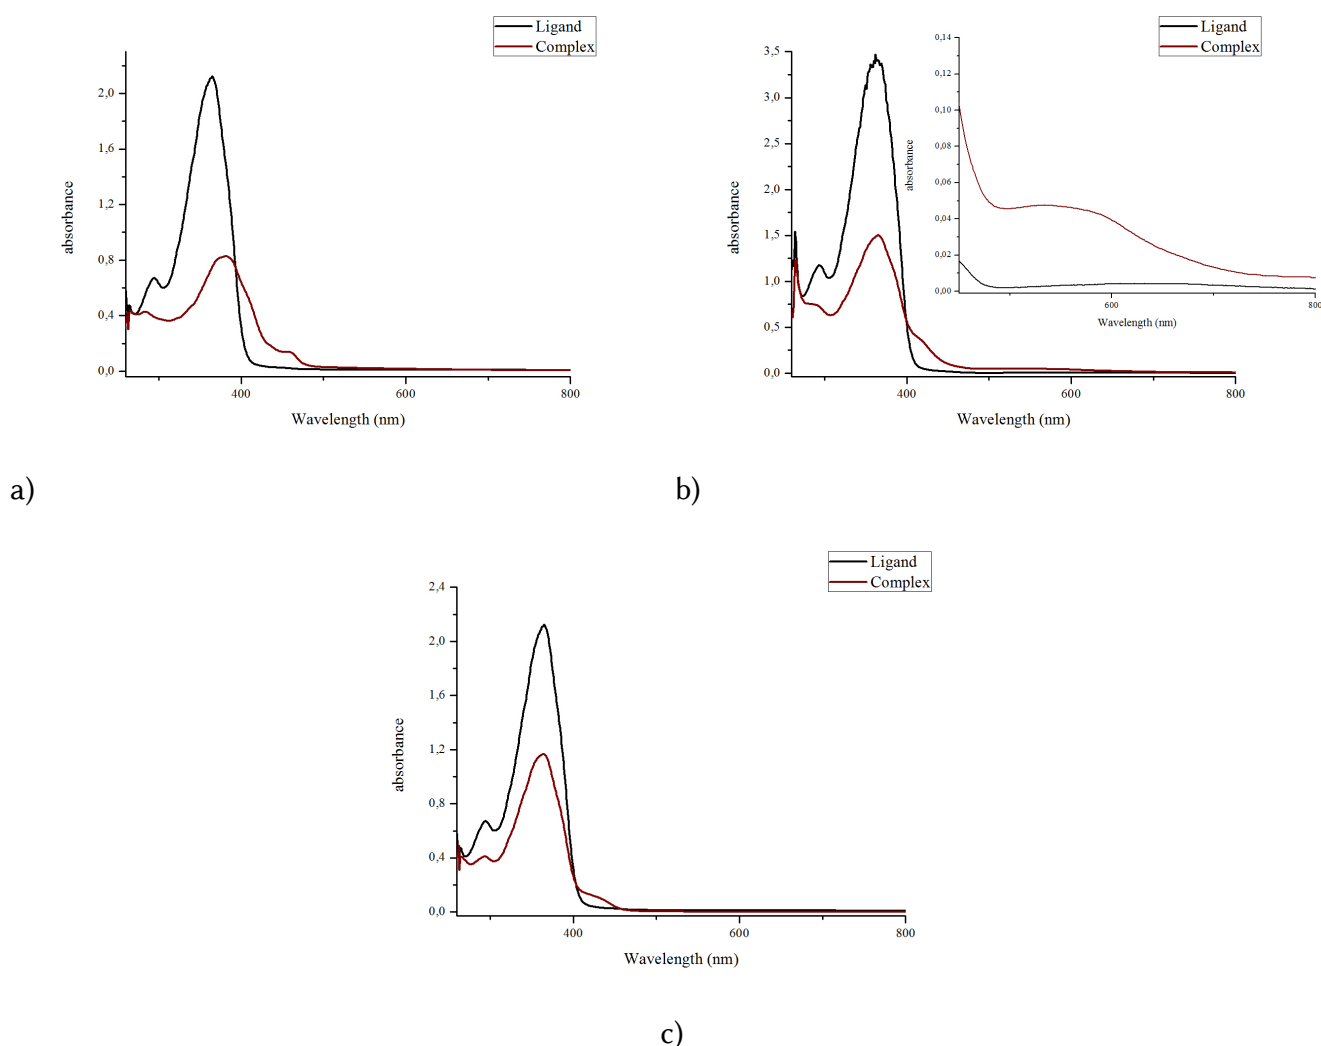 Ligand
Complex
2,0
1,6
1,2
0,8
0,4
0,0
absorbance
400
600
800
Wavelength (nm)
a)
Ligand
Complex
3,5
3,0
2,5
2,0
1,5
1,0
0,5
0,0
absorbance
400
600
800
Wavelength (nm)
0,14
0,12
0,10
0,08
0,06
0,04
0,02
0,00
absorbance
600
800
Wavelength (nm)
b)
Ligand
Complex
2,4
2,0
1,6
1,2
0,8
0,4
0,0
absorbance
400
600
800
Wavelength (nm)
c)